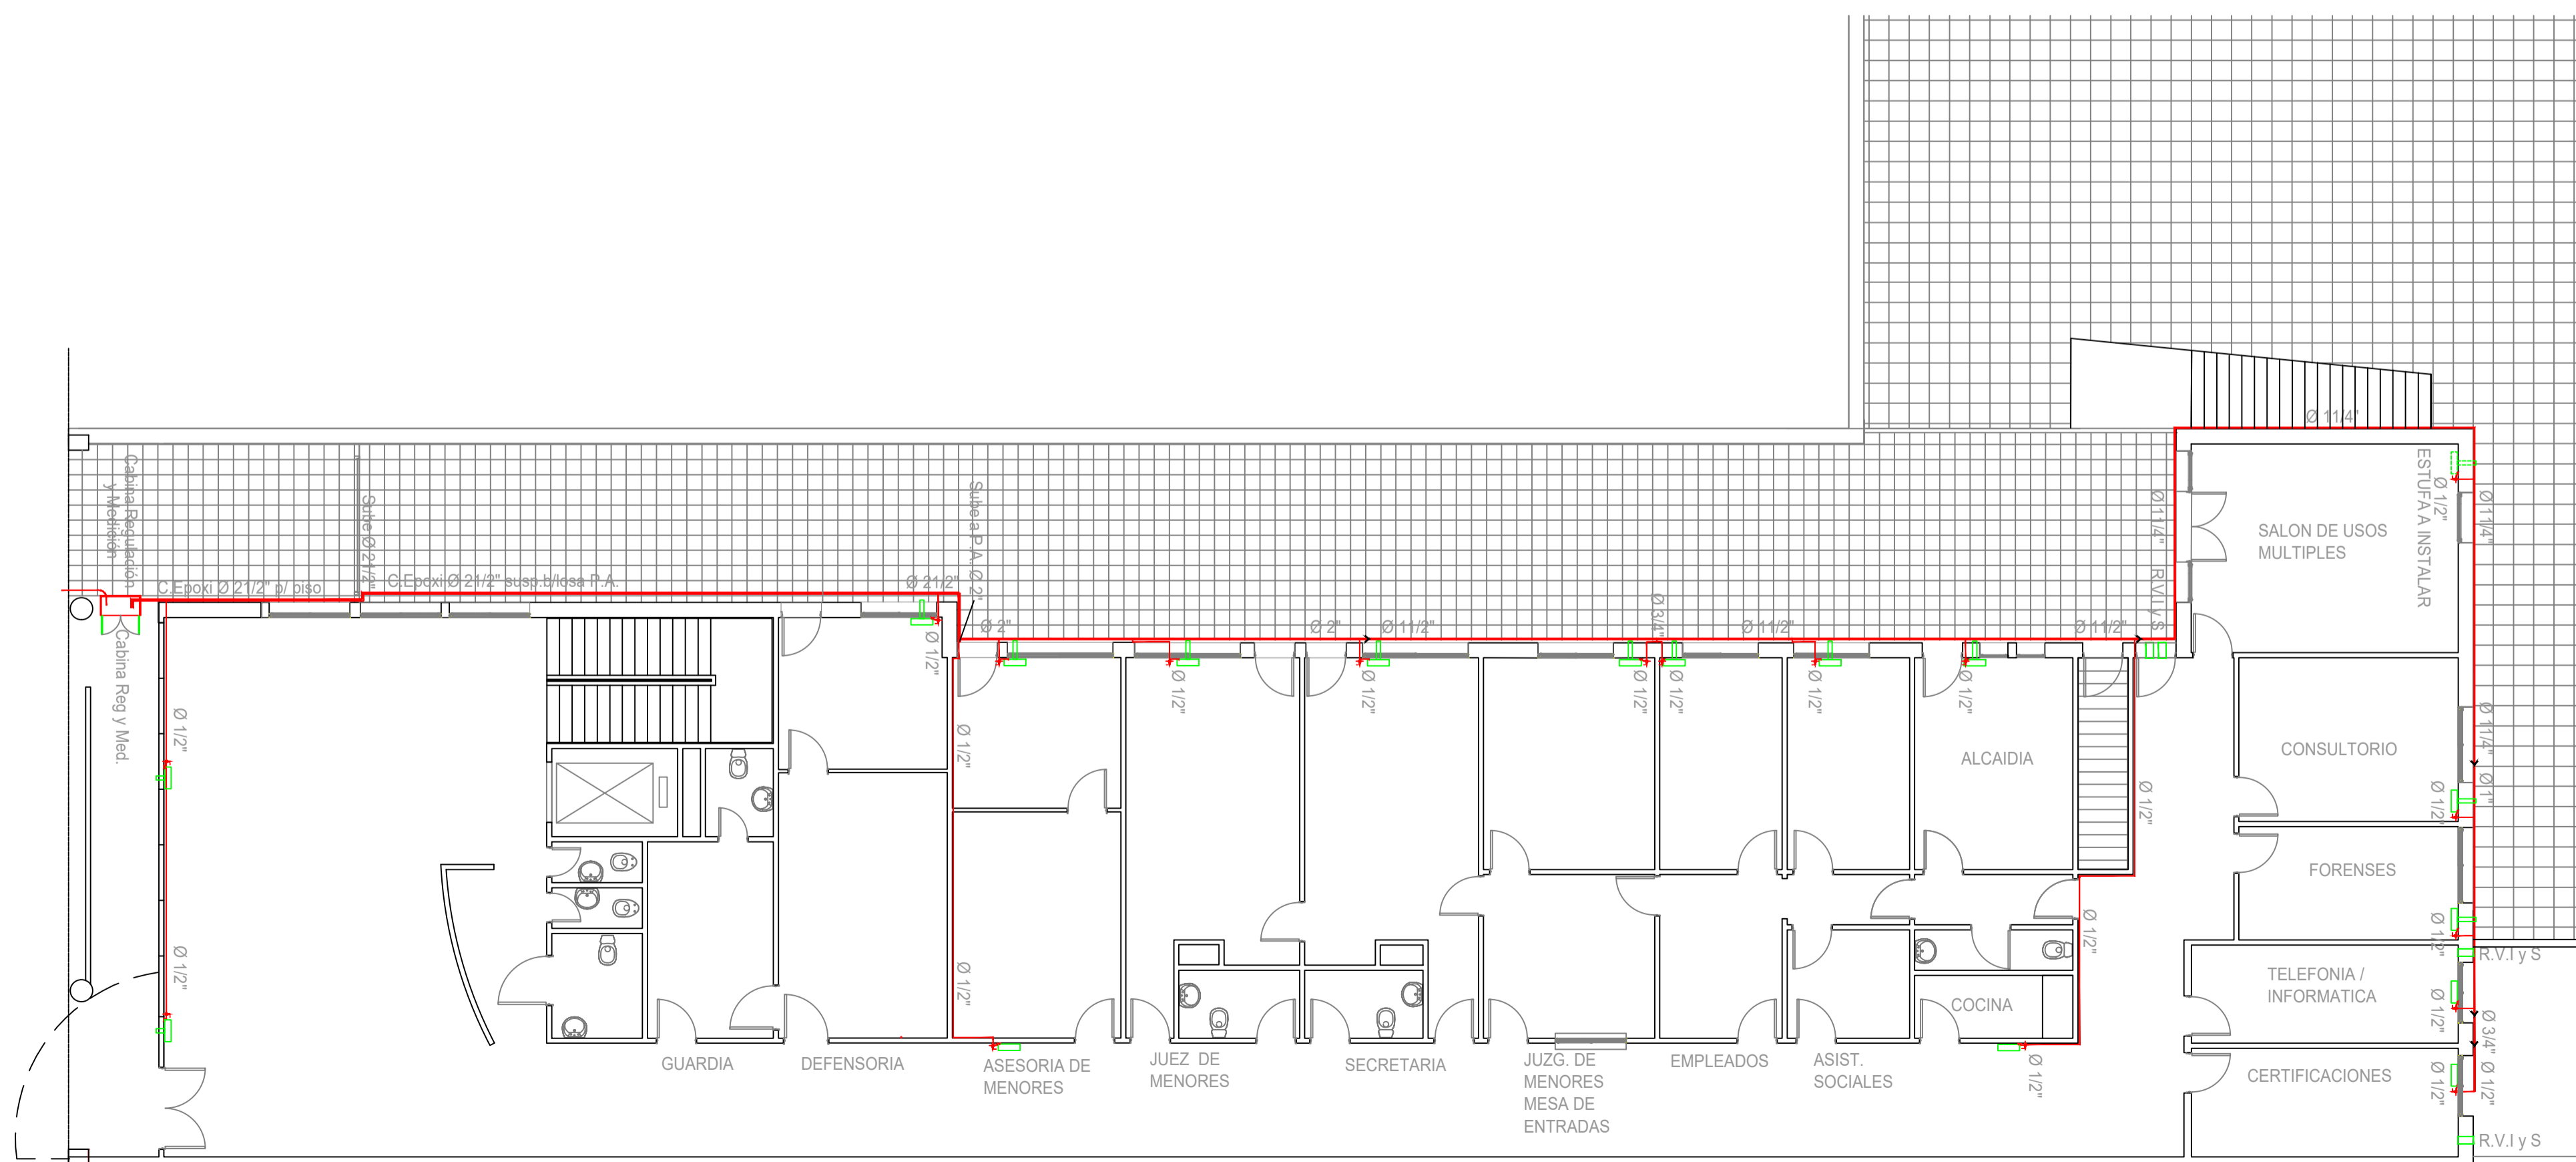 Ø 11/4"
Cabina Regulación
y Medición
Sube Ø 21/2"
Sube a P.A. Ø 2"
Ø 11/4"
R.V.I y S
ESTUFA A INSTALAR
Ø 1/2"
Ø 11/4"
SALON DE USOS
MULTIPLES
C.Epoxi Ø 21/2" p/ piso
C.Epoxi Ø 21/2" susp.b/losa P.A.
Ø 21/2"
Ø 2"
Ø 2"
Ø 11/2"
Ø 3/4"
Ø 11/2"
Ø 11/2"
Cabina Reg y Med.
Ø 1/2"
Ø 1/2"
Ø 1/2"
Ø 1/2"
Ø 1/2"
Ø 1/2"
Ø 1/2"
Ø 1/2"
Ø 1/2"
Ø 11/4"
Ø 1"
ALCAIDIA
CONSULTORIO
Ø 1/2"
Ø 1/2"
FORENSES
Ø 1/2"
Ø 1/2"
Ø 1/2"
Ø 1/2"
R.V.I y S
TELEFONIA /
INFORMATICA
Ø 1/2"
COCINA
Ø 3/4"
GUARDIA
DEFENSORIA
ASESORIA DE
MENORES
JUEZ DE
MENORES
SECRETARIA
JUZG. DE
MENORES
MESA DE
ENTRADAS
EMPLEADOS
ASIST.
SOCIALES
Ø 1/2"
CERTIFICACIONES
Ø 1/2"
Ø 1/2"
R.V.I y S